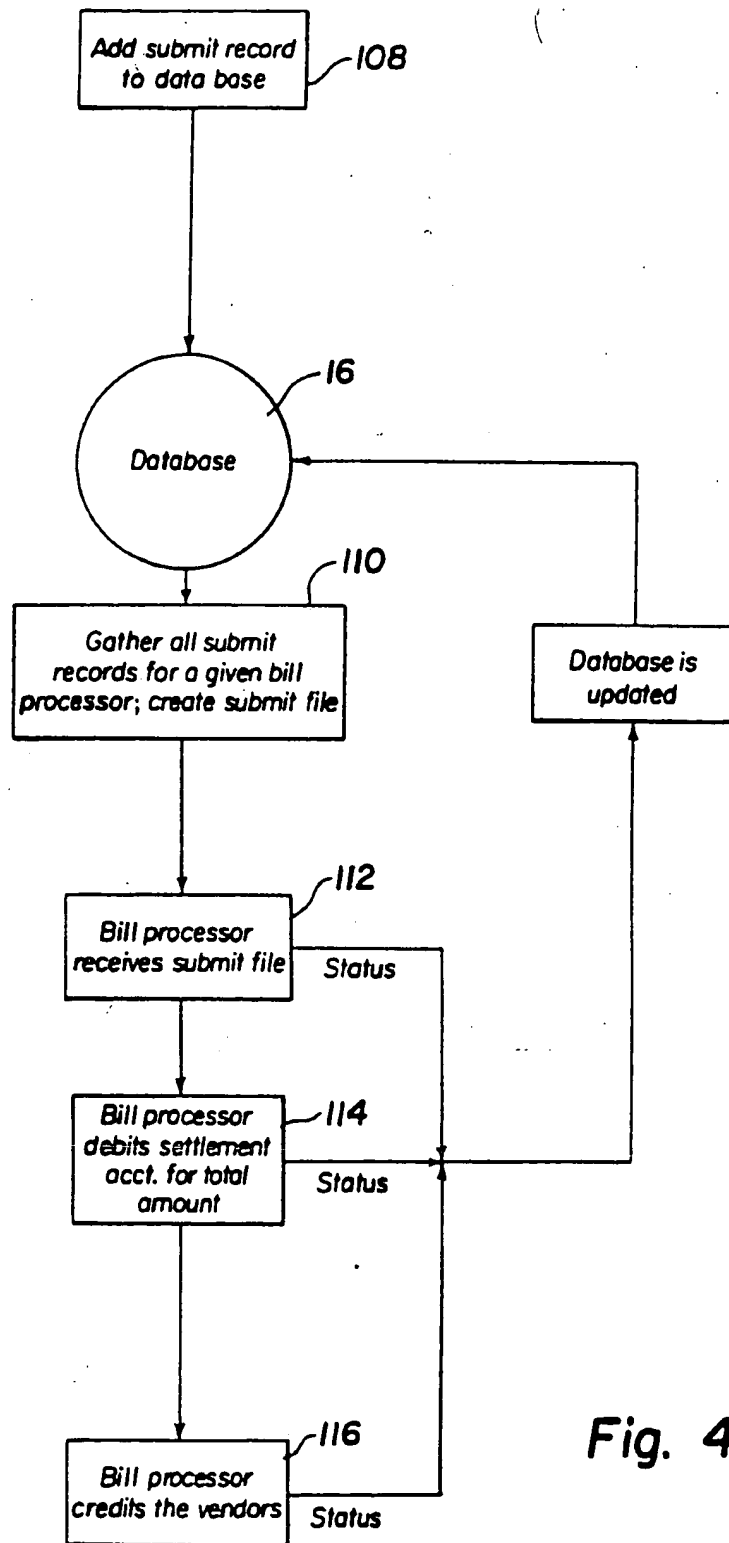 Add submit record
to data base
108
16
Database
110
Gather all submit
records for a given bill
processor; create submit file
Database is
updated
112
Bill processor
receives submit file
Status
114
Bill processor
debits settlement
acct. for total
amount
Status
116
Bill processor
credits the vendors
Status
Fig. 4